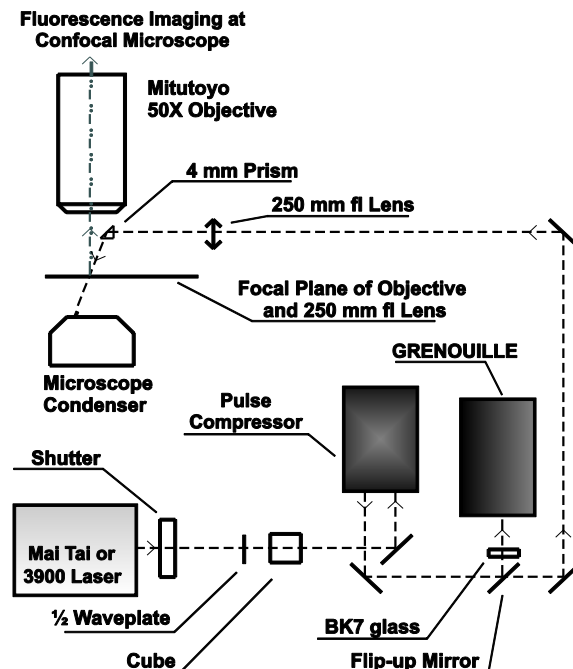 Fluorescence Imaging at
Confocal Microscope
Mitutoyo
50X Objective
4 mm Prism
250 mm fl Lens
Focal Plane of Objective
and 250 mm fl Lens
GRENOUILLE
Microscope
Condenser
Pulse
Compressor
Shutter
Mai Tai or
3900 Laser
½ Waveplate
BK7 glass
Cube
Flip-up Mirror